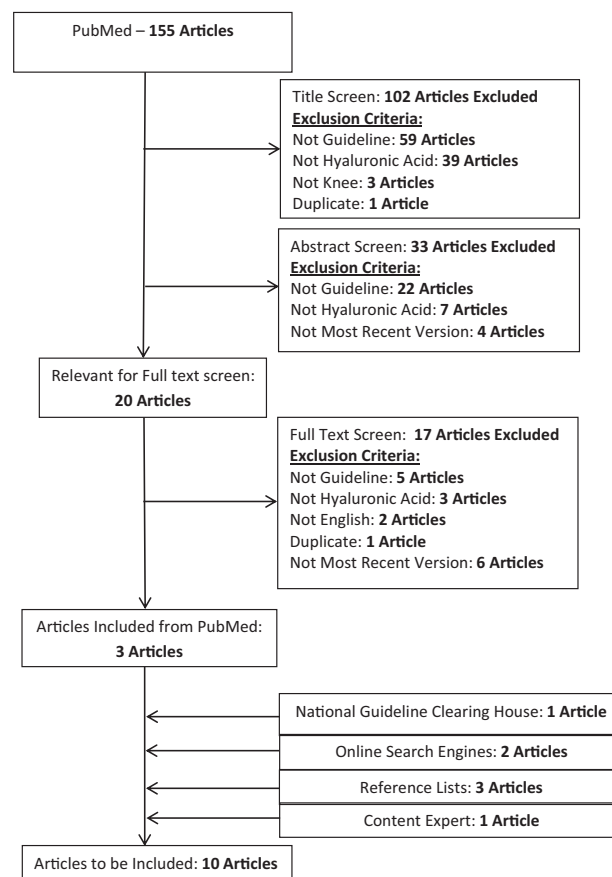 PubMed – 155 Articles
Title Screen: 102 Articles Excluded
Exclusion Criteria:
Not Guideline: 59 Articles
Not Hyaluronic Acid: 39 Articles
Not Knee: 3 Articles
Duplicate: 1 Article
Abstract Screen: 33 Articles Excluded
Exclusion Criteria:
Not Guideline: 22 Articles
Not Hyaluronic Acid: 7 Articles
Not Most Recent Version: 4 Articles
Relevant for Full text screen:
20 Articles
Full Text Screen: 17 Articles Excluded
Exclusion Criteria:
Not Guideline: 5 Articles
Not Hyaluronic Acid: 3 Articles
Not English: 2 Articles
Duplicate: 1 Article
Not Most Recent Version: 6 Articles
Articles Included from PubMed:
3 Articles
National Guideline Clearing House: 1 Article
Online Search Engines: 2 Articles
Reference Lists: 3 Articles
Content Expert: 1 Article
Articles to be Included: 10 Articles